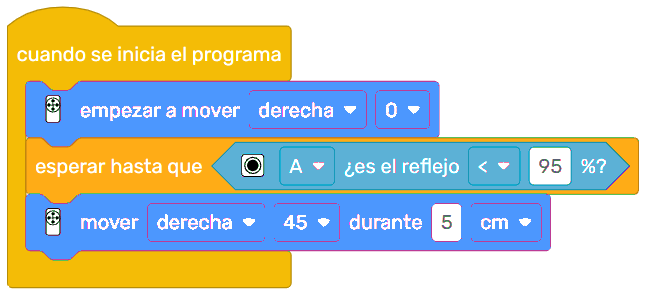 cuando se inicia el programa
empezar a mover derecha 0
esperar hasta que A ¿es el reflejo < 95 %?
mover derecha 45 durante 5 cm